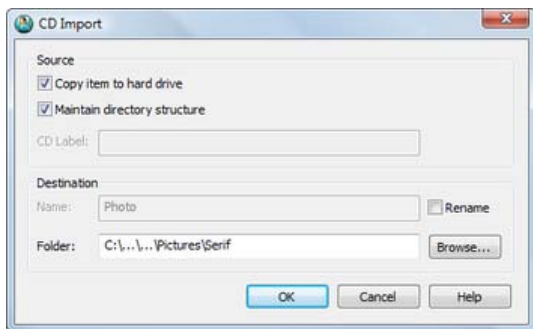 CD Import
Source
Copy item to hard drive
Maintain directory structure
CD Label:
Destination
Name: Photo Rename
Folder: C:\...\...\Pictures\Serif Browse...
OK Cancel Help